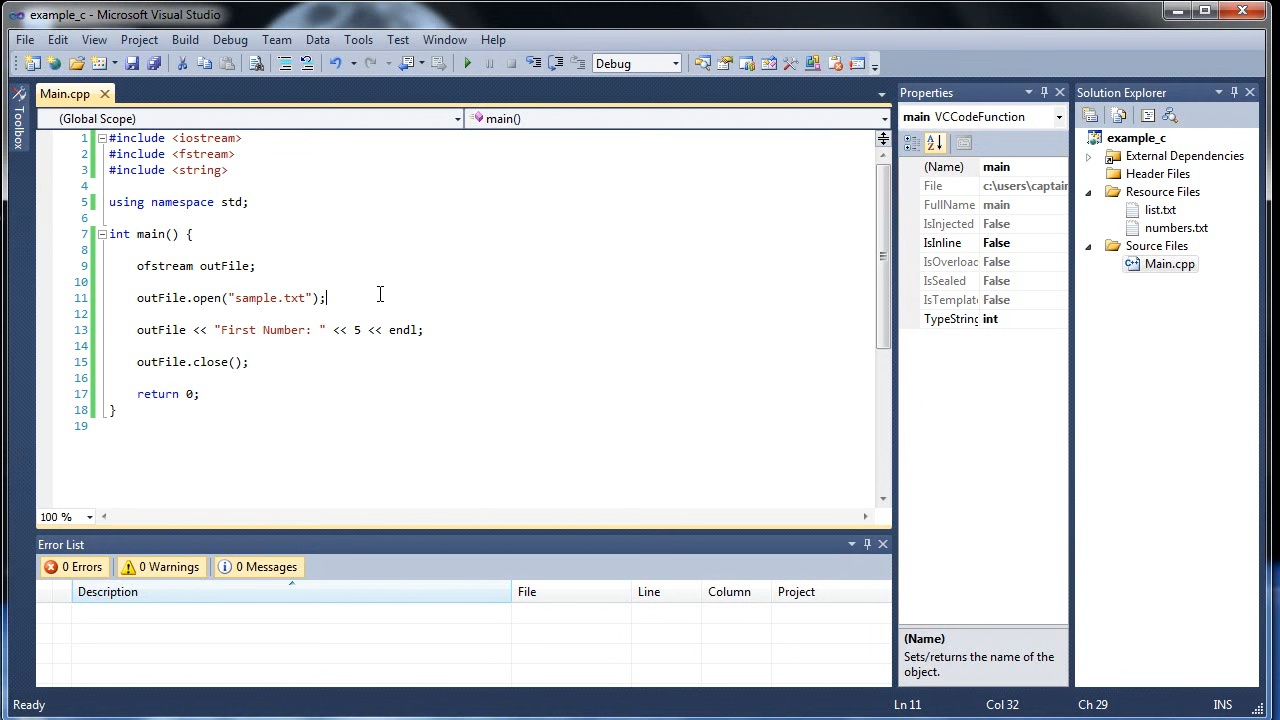 example_c - Microsoft Visual Studio
File Edit View Project Build Debug Team Data Tools Test Window Help
Debug
Toolbox
Main.cpp
(Global Scope) main()
1 #include <iostream>
2 #include <fstream>
3 #include <string>
4
5 using namespace std;
6
7 int main() {
8
9 ofstream outFile;
10
11 outFile.open("sample.txt");
12
13 outFile << "First Number: " << 5 << endl;
14
15 outFile.close();
16
17 return 0;
18 }
19
100 %
Error List
0 Errors 0 Warnings 0 Messages
Description File Line Column Project
Properties
main VCCodeFunction
(Name) main
File c:\users\captain
FullName main
IsInjected False
IsInline False
IsOverloa False
IsSealed False
IsTemplat False
TypeString int
(Name)
Sets/returns the name of the
object.
Solution Explorer
example_c
External Dependencies
Header Files
Resource Files
list.txt
numbers.txt
Source Files
Main.cpp
Ready Ln 11 Col 32 Ch 29 INS